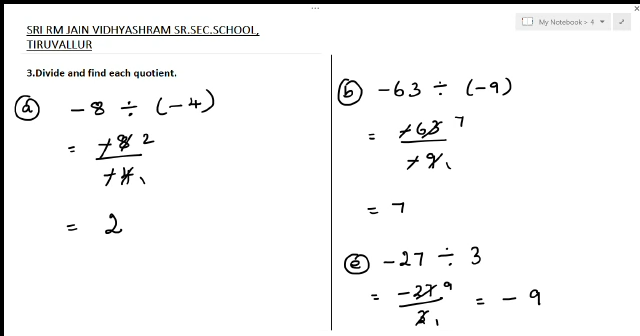 My Notebook > 4
SRI RM JAIN VIDHYASHRAM SR.SEC.SCHOOL,
TIRUVALLUR
3.Divide and find each quotient.
(a) -8 ÷ (-4)
= -8 2
-4 1
= 2
(b) -63 ÷ (-9)
= -63 7
-9 1
= 7
(c) -27 ÷ 3
= -27 9 = -9
3 1